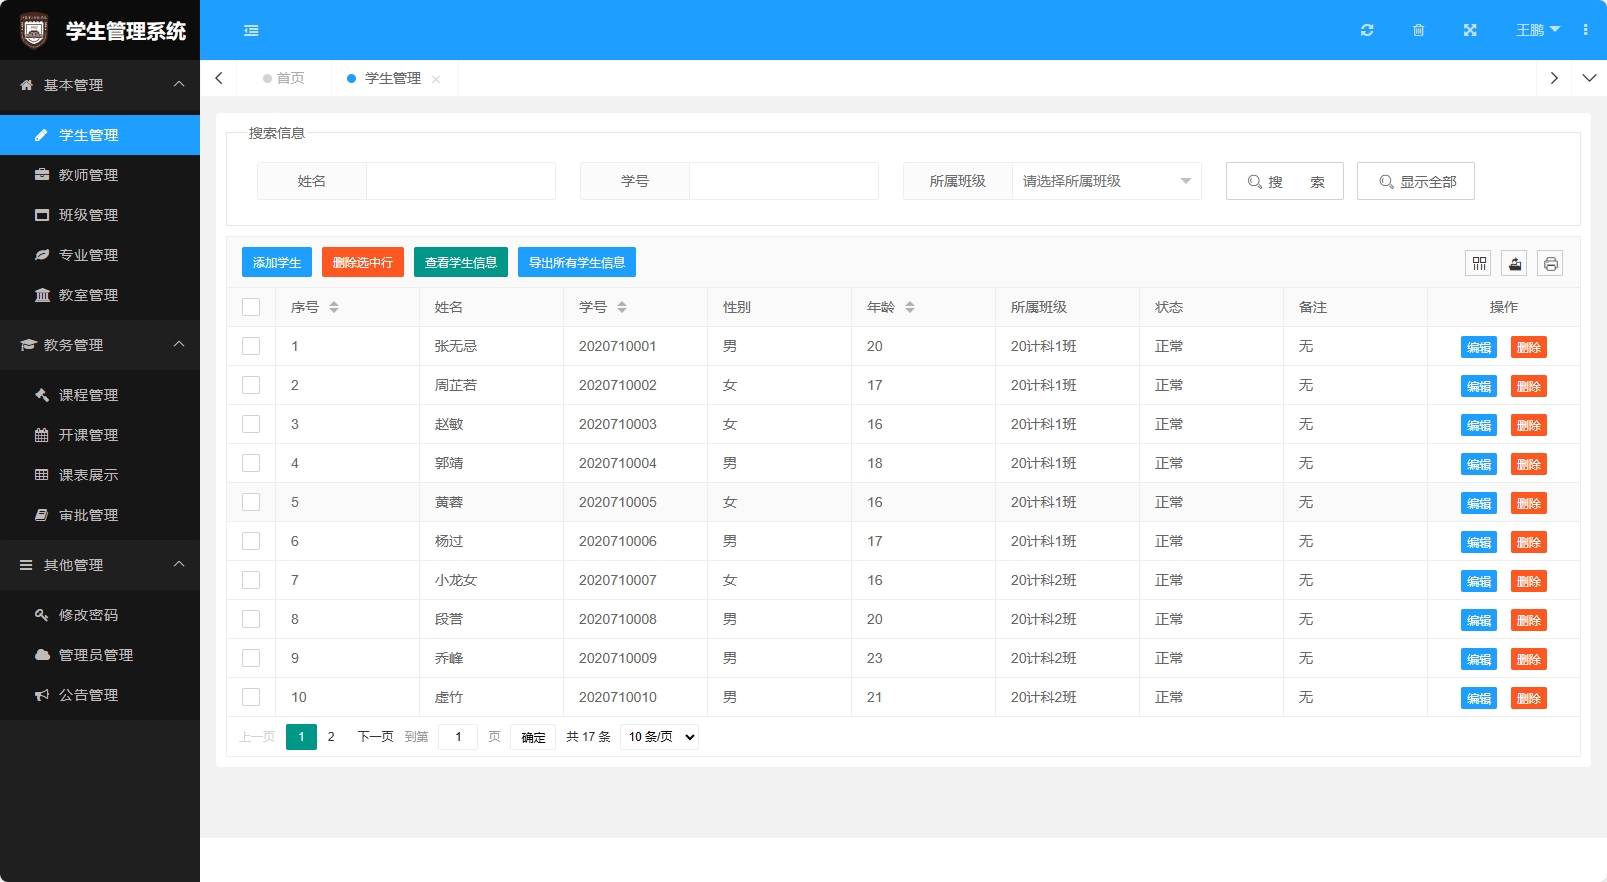 学生管理系统
王鹏
基本管理
学生管理
教师管理
班级管理
专业管理
教室管理
教务管理
课程管理
开课管理
课表展示
审批管理
其他管理
修改密码
管理员管理
公告管理
首页 学生管理
搜索信息
姓名 学号 所属班级 请选择所属班级 搜 索 显示全部
添加学生 删除选中行 查看学生信息 导出所有学生信息
序号 姓名 学号 性别 年龄 所属班级 状态 备注 操作
1 张无忌 2020710001 男 20 20计科1班 正常 无 编辑 删除
2 周芷若 2020710002 女 17 20计科1班 正常 无 编辑 删除
3 赵敏 2020710003 女 16 20计科1班 正常 无 编辑 删除
4 郭靖 2020710004 男 18 20计科1班 正常 无 编辑 删除
5 黄蓉 2020710005 女 16 20计科1班 正常 无 编辑 删除
6 杨过 2020710006 男 17 20计科1班 正常 无 编辑 删除
7 小龙女 2020710007 女 16 20计科2班 正常 无 编辑 删除
8 段誉 2020710008 男 20 20计科2班 正常 无 编辑 删除
9 乔峰 2020710009 男 23 20计科2班 正常 无 编辑 删除
10 虚竹 2020710010 男 21 20计科2班 正常 无 编辑 删除
上一页 1 2 下一页 到第 1 页 确定 共 17 条 10 条/页